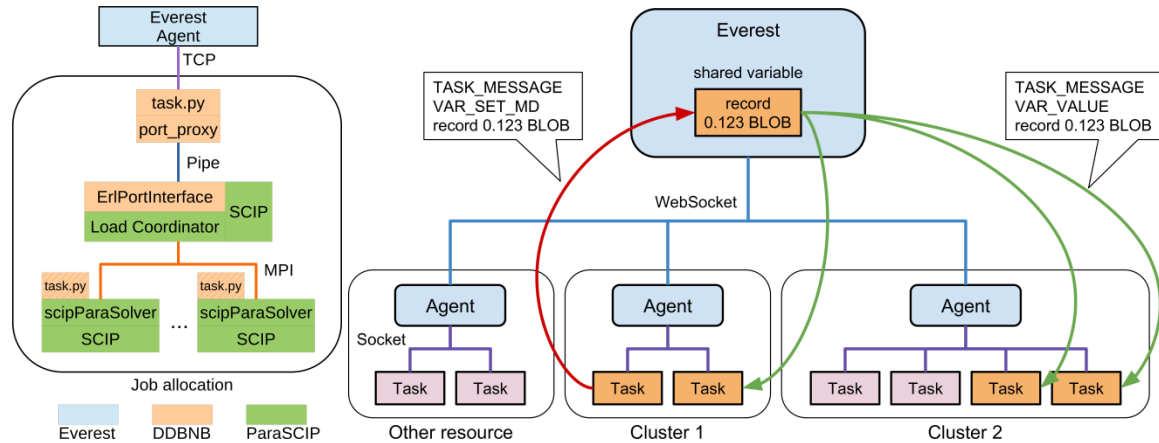 Everest
Agent
TCP
task.py
port_proxy
Pipe
ErlPortInterface
SCIP
Load Coordinator
MPI
task.py
task.py
scipParaSolver
...
scipParaSolver
SCIP
SCIP
Job allocation
Everest
DDBNB
ParaSCIP
Everest
shared variable
record
0.123 BLOB
TASK_MESSAGE
VAR_SET_MD
record 0.123 BLOB
TASK_MESSAGE
VAR_VALUE
record 0.123 BLOB
WebSocket
Agent
Agent
Agent
Socket
Task
Task
Task
Task
Task
Task
Task
Task
Other resource
Cluster 1
Cluster 2